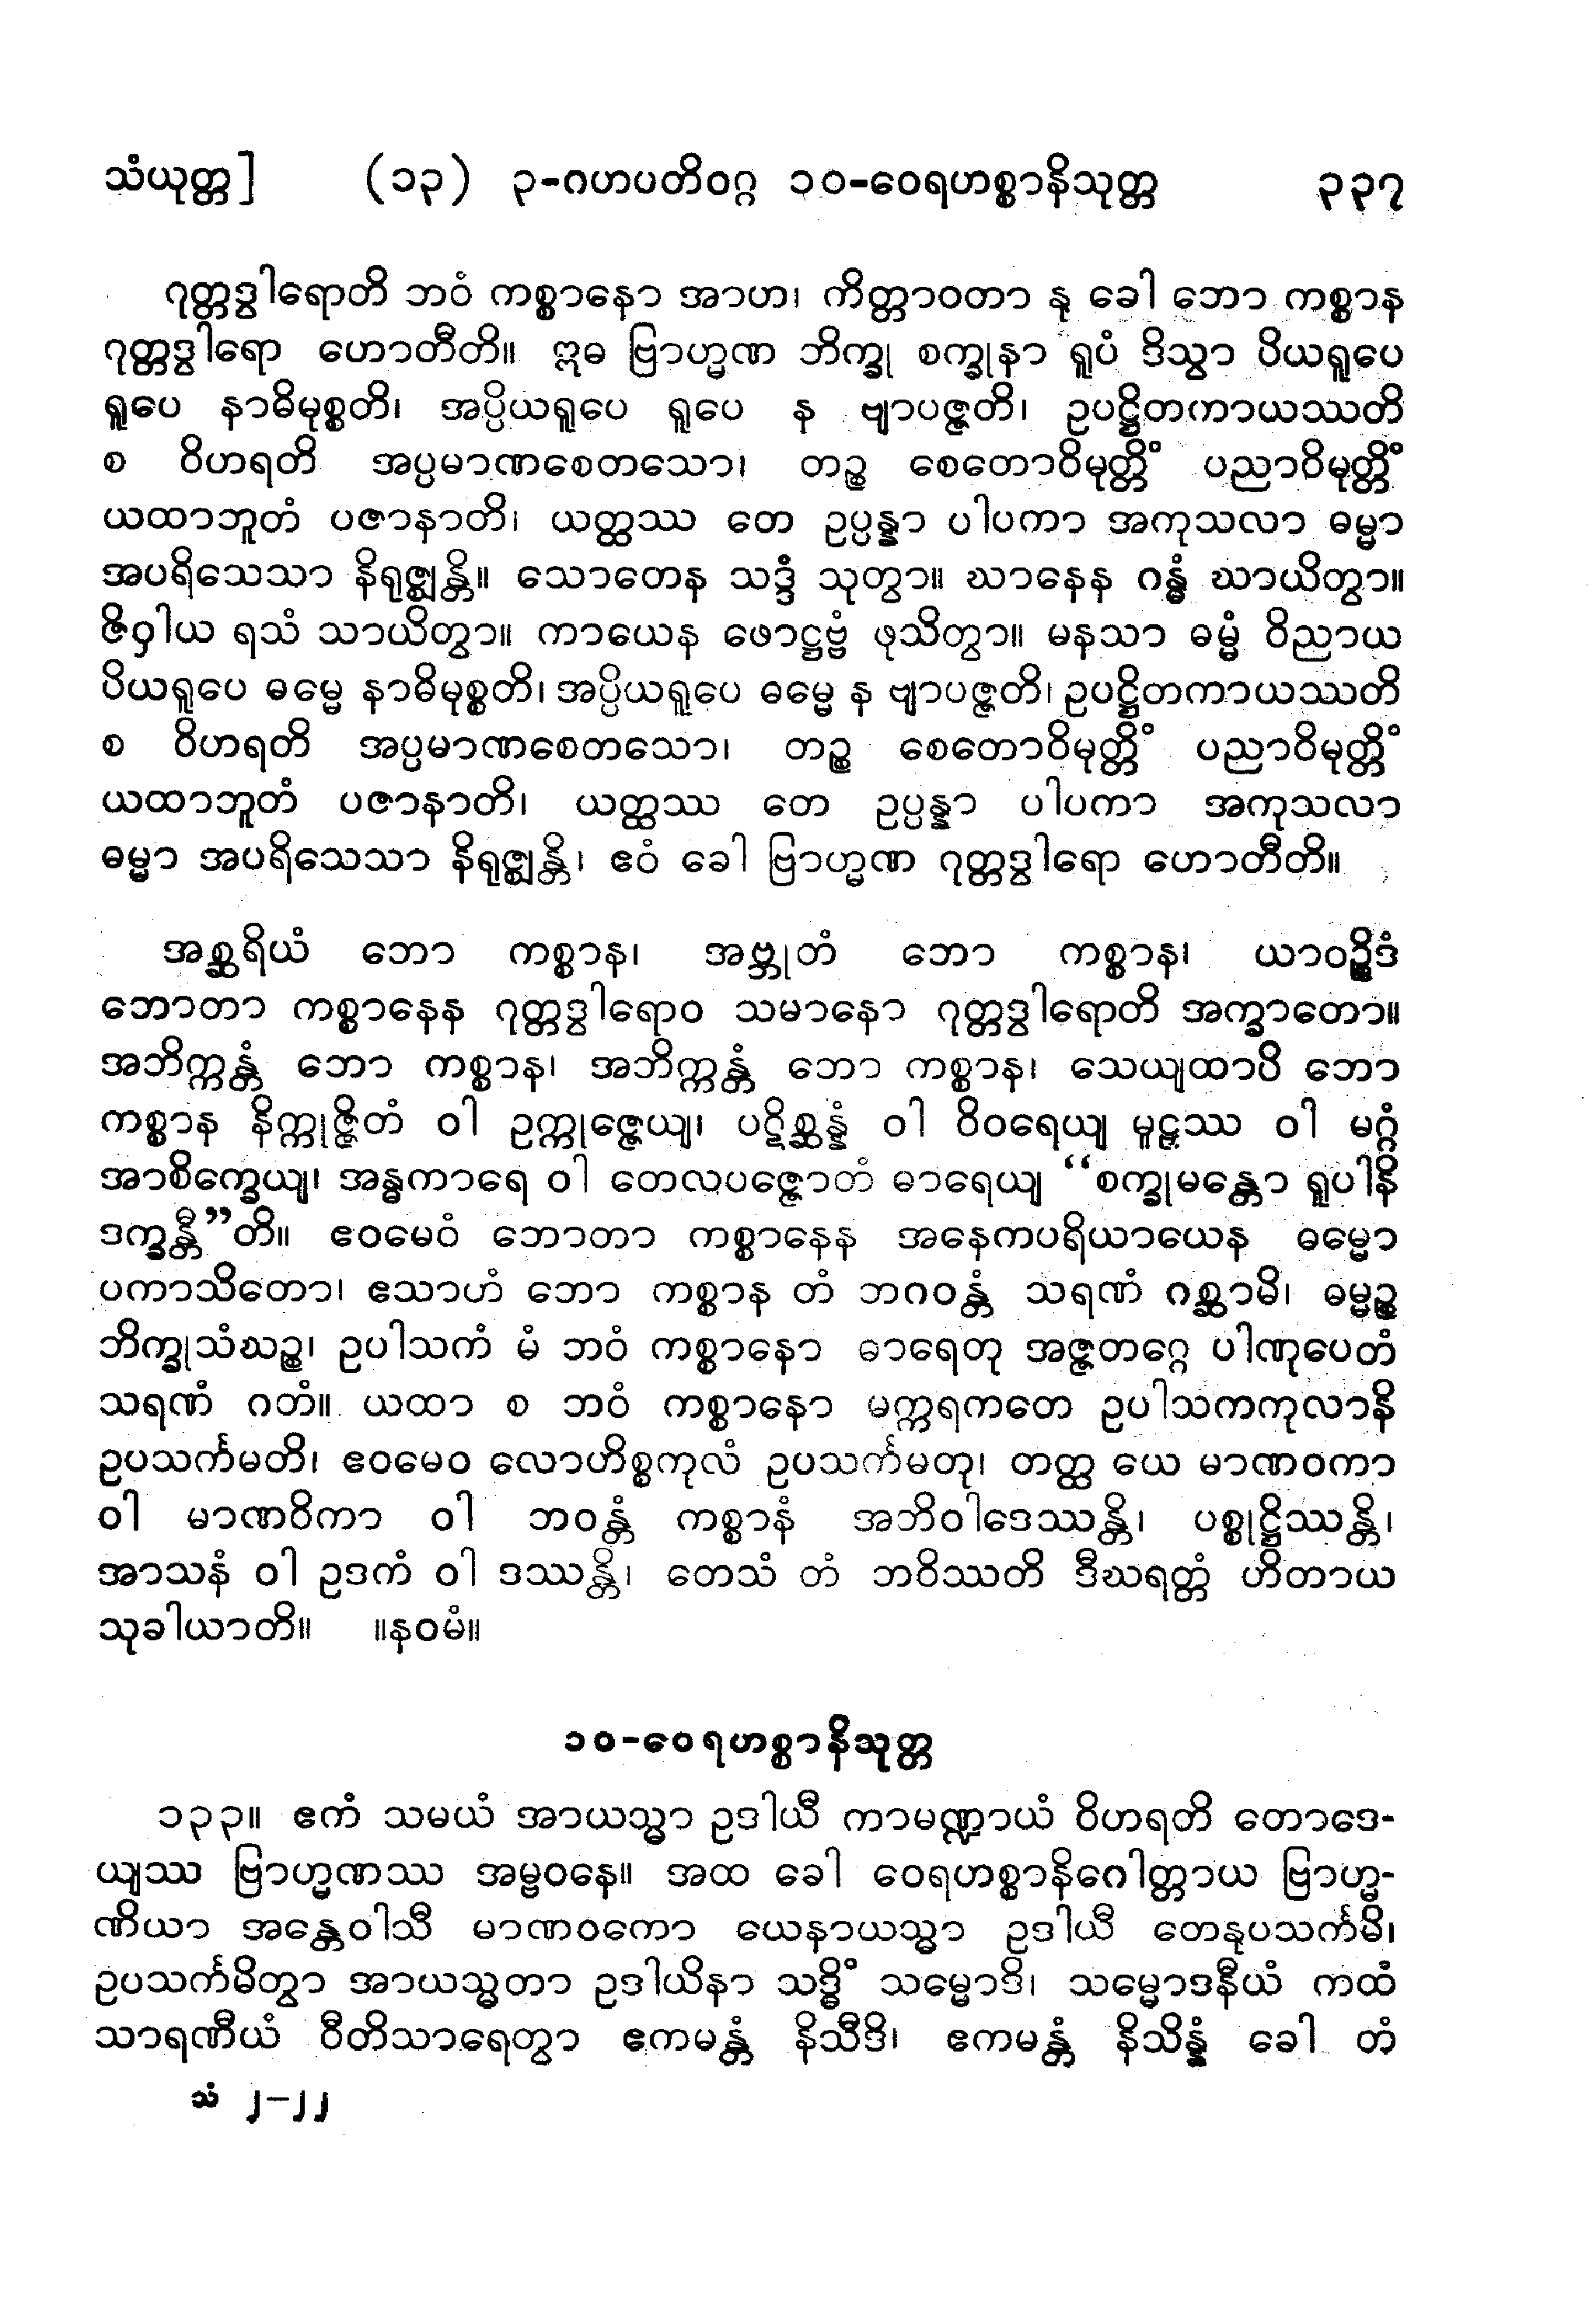 သံယုတ္တ]　(၁၃) ၃-ဂဟပတိဝဂ္ဂ ၁၀-ဝေရဟစ္စာနိသုတ္တ　၃၃၇
ဂုတ္တဒွါရောတိ ဘဝံ ကစ္စာနော အာဟ၊ ကိတ္တာဝတာ နု ခေါ ဘော ကစ္စာန
ဂုတ္တဒွါရော ဟောတီတိ။ ဣဓ ဗြာဟ္မဏ ဘိက္ခု စက္ခုနာ ရူပံ ဒိသွာ ပိယရူပေ
ရူပေ နာဓိမုစ္စတိ၊ အပ္ပိယရူပေ ရူပေ န ဗျာပဇ္ဇတိ၊ ဥပဋ္ဌိတကာယဿတိ
စ ဝိဟရတိ အပ္ပမာဏစေတသော၊ တဉ္စ စေတောဝိမုတ္တိံ ပညာဝိမုတ္တိံ
ယထာဘူတံ ပဇာနာတိ၊ ယတ္ထဿ တေ ဥပ္ပန္နာ ပါပကာ အကုသလာ ဓမ္မာ
အပရိသေသာ နိရုဇ္ဈန္တိ။ သောတေန သဒ္ဒံ သုတွာ။ ဃာနေန ဂန္ဓံ ဃာယိတွာ။
ဇိဝှါယ ရသံ သာယိတွာ။ ကာယေန ဖောဋ္ဌဗ္ဗံ ဖုသိတွာ။ မနသာ ဓမ္မံ ဝိညာယ
ပိယရူပေ ဓမ္မေ နာဓိမုစ္စတိ၊ အပ္ပိယရူပေ ဓမ္မေ န ဗျာပဇ္ဇတိ၊ ဥပဋ္ဌိတကာယဿတိ
စ ဝိဟရတိ အပ္ပမာဏစေတသော၊ တဉ္စ စေတောဝိမုတ္တိံ ပညာဝိမုတ္တိံ
ယထာဘူတံ ပဇာနာတိ၊ ယတ္ထဿ တေ ဥပ္ပန္နာ ပါပကာ အကုသလာ
ဓမ္မာ အပရိသေသာ နိရုဇ္ဈန္တိ၊ ဧဝံ ခေါ ဗြာဟ္မဏ ဂုတ္တဒွါရော ဟောတီတိ။
အစ္ဆရိယံ ဘော ကစ္စာန၊ အဗ္ဘုတံ ဘော ကစ္စာန၊ ယာဝဉ္စိဒံ
ဘောတာ ကစ္စာနေန ဂုတ္တဒွါရောဝ သမာနော ဂုတ္တဒွါရောတိ အက္ခာတော။
အဘိက္ကန္တံ ဘော ကစ္စာန၊ အဘိက္ကန္တံ ဘော ကစ္စာန၊ သေယျထာပိ ဘော
ကစ္စာန နိက္ကုဇ္ဇိတံ ဝါ ဥက္ကုဇ္ဇေယျ၊ ပဋိစ္ဆန္နံ ဝါ ဝိဝရေယျ မူဠှဿ ဝါ မဂ္ဂံ
အာစိက္ခေယျ၊ အန္ဓကာရေ ဝါ တေလပဇ္ဇောတံ ဓာရေယျ “စက္ခုမန္တော ရူပါနိ
ဒက္ခန္တီ”တိ။ ဧဝမေဝံ ဘောတာ ကစ္စာနေန အနေကပရိယာယေန ဓမ္မော
ပကာသိတော၊ ဧသာဟံ ဘော ကစ္စာန တံ ဘဂဝန္တံ သရဏံ ဂစ္ဆာမိ၊ ဓမ္မဉ္စ
ဘိက္ခုသံဃဉ္စ၊ ဥပါသကံ မံ ဘဝံ ကစ္စာနော ဓာရေတု အဇ္ဇတဂ္ဂေ ပါဏုပေတံ
သရဏံ ဂတံ။ ယထာ စ ဘဝံ ကစ္စာနော မက္ကရကတေ ဥပါသကကုလာနိ
ဥပသင်္ကမတိ၊ ဧဝမေဝ လောဟိစ္စကုလံ ဥပသင်္ကမတု၊ တတ္ထ ယေ မာဏဝကာ
ဝါ မာဏဝိကာ ဝါ ဘဝန္တံ ကစ္စာနံ အဘိဝါဒေဿန္တိ၊ ပစ္စုဋ္ဌိဿန္တိ၊
အာသနံ ဝါ ဥဒကံ ဝါ ဒဿန္တိ၊ တေသံ တံ ဘဝိဿတိ ဒီဃရတ္တံ ဟိတာယ
သုခါယာတိ။　။နဝမံ။
၁၀-ဝေရဟစ္စာနိသုတ္တ
၁၃၃။ ဧကံ သမယံ အာယသ္မာ ဥဒါယီ ကာမဏ္ဍာယံ ဝိဟရတိ တောဒေ-
ယျဿ ဗြာဟ္မဏဿ အမ္ဗဝနေ။ အထ ခေါ ဝေရဟစ္စာနိဂေါတ္တာယ ဗြာဟ္မ-
ဏိယာ အန္တေဝါသီ မာဏဝကော ယေနာယသ္မာ ဥဒါယီ တေနုပသင်္ကမိ၊
ဥပသင်္ကမိတွာ အာယသ္မတာ ဥဒါယိနာ သဒ္ဓိံ သမ္မောဒိ၊ သမ္မောဒနီယံ ကထံ
သာရဏီယံ ဝီတိသာရေတွာ ဧကမန္တံ နိသီဒိ၊ ဧကမန္တံ နိသိန္နံ ခေါ တံ
သံ ၂-၂၂